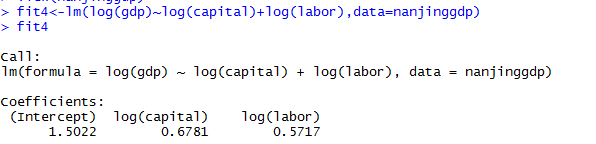 > fit4<-lm(log(gdp)~log(capital)+log(labor),data=nanjinggdp)
> fit4
Call:
lm(formula = log(gdp) ~ log(capital) + log(labor), data = nanjinggdp)
Coefficients:
(Intercept) log(capital) log(labor)
1.5022 0.6781 0.5717